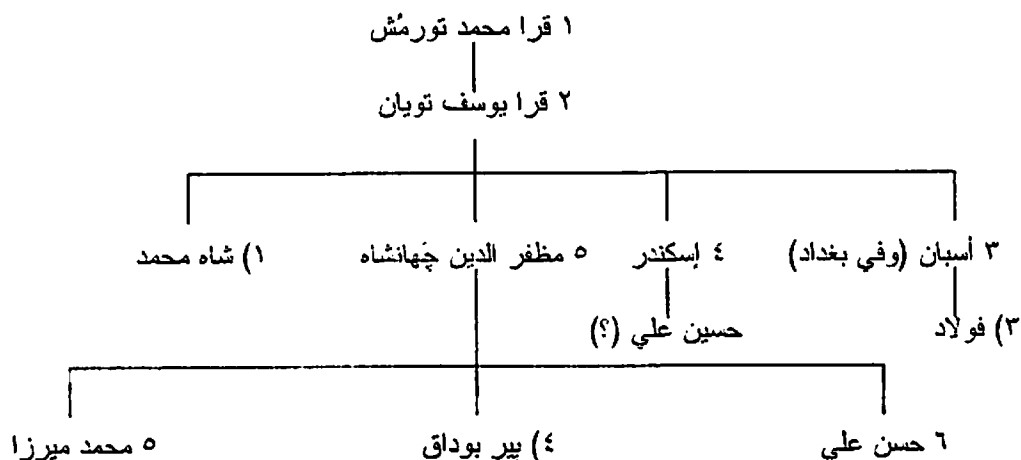 ١ قرا محمد تورمُش
٢ قرا يوسف تويان
٣ أسبان (وفي بغداد) ٤ إسكندر ٥ مظفر الدين چَهانشاه ١) شاه محمد
٣) فولاد حسين علي (؟)
٦ حسن علي ٤) بير بوداق ٥ محمد ميرزا